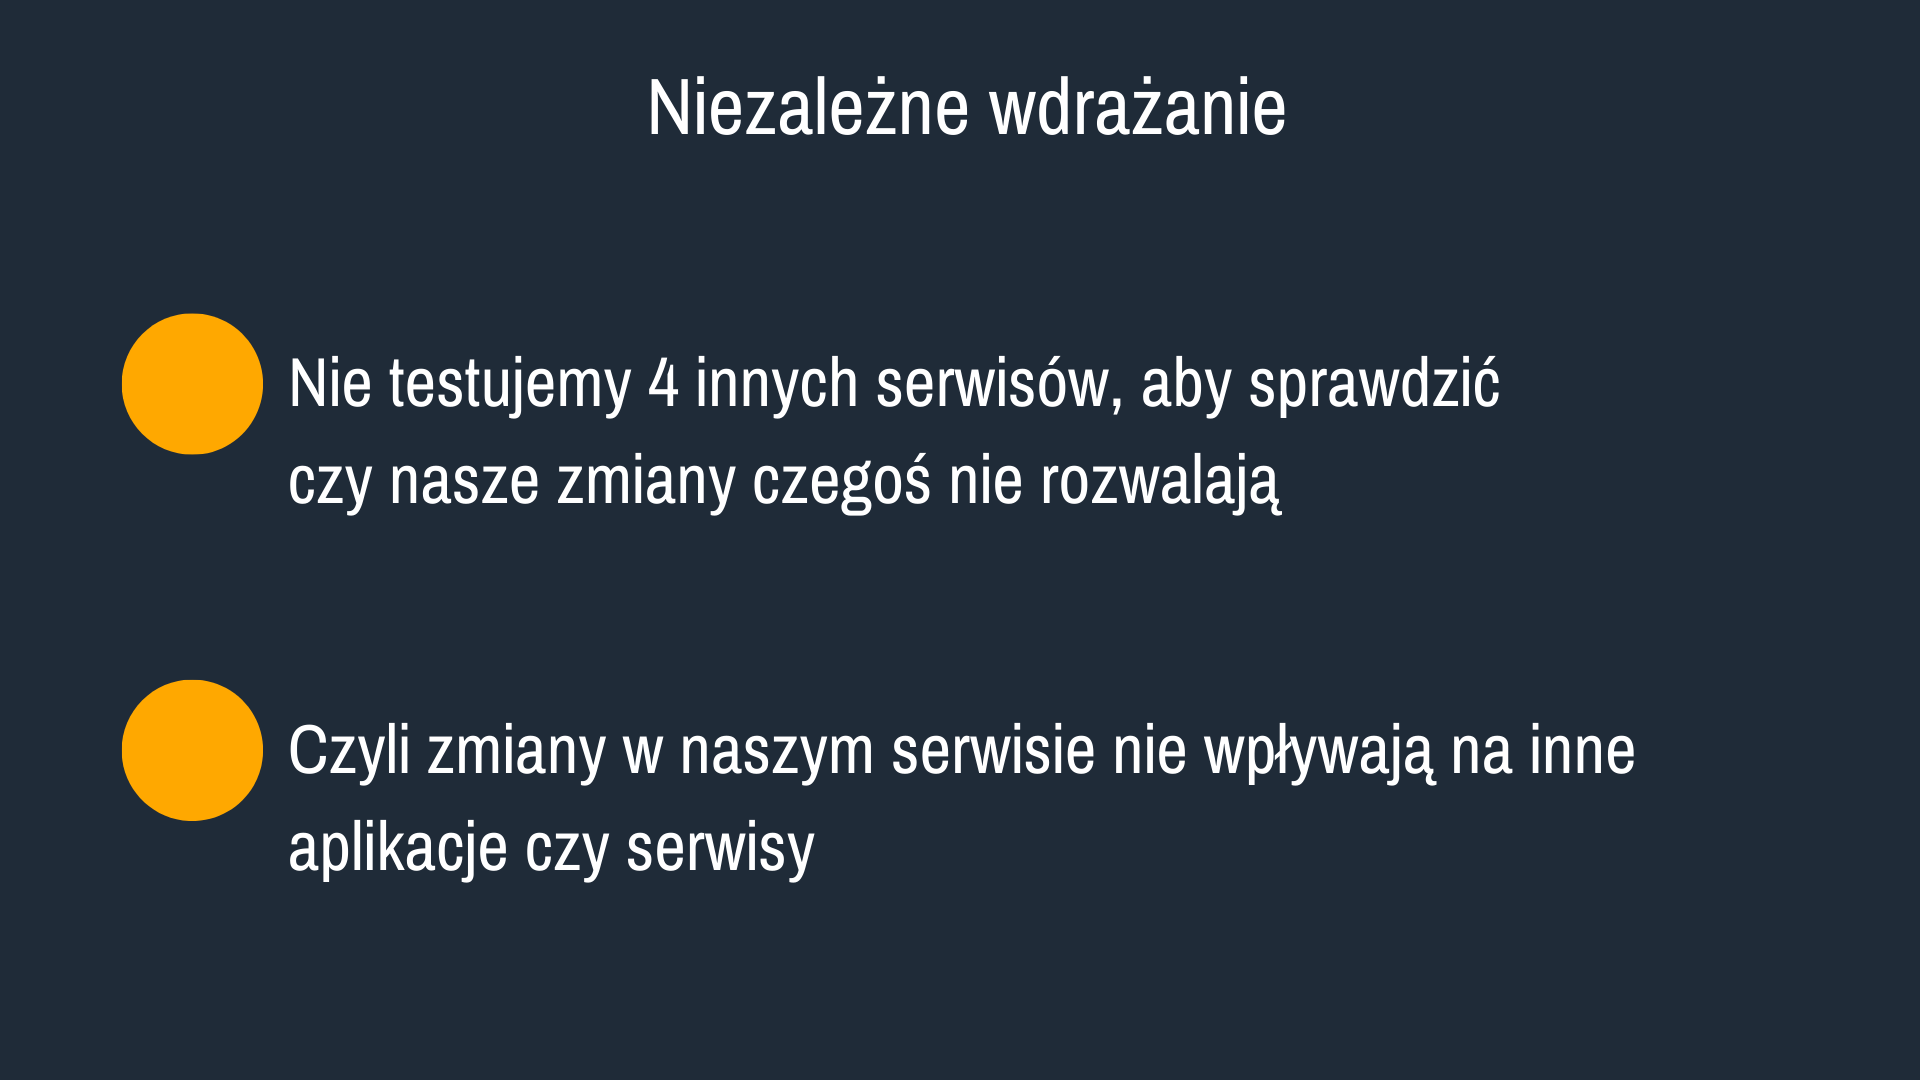 Niezależne wdrażanie
Nie testujemy 4 innych serwisów, aby sprawdzić
czy nasze zmiany czegoś nie rozwalają
Czyli zmiany w naszym serwisie nie wpływają na inne
aplikacje czy serwisy